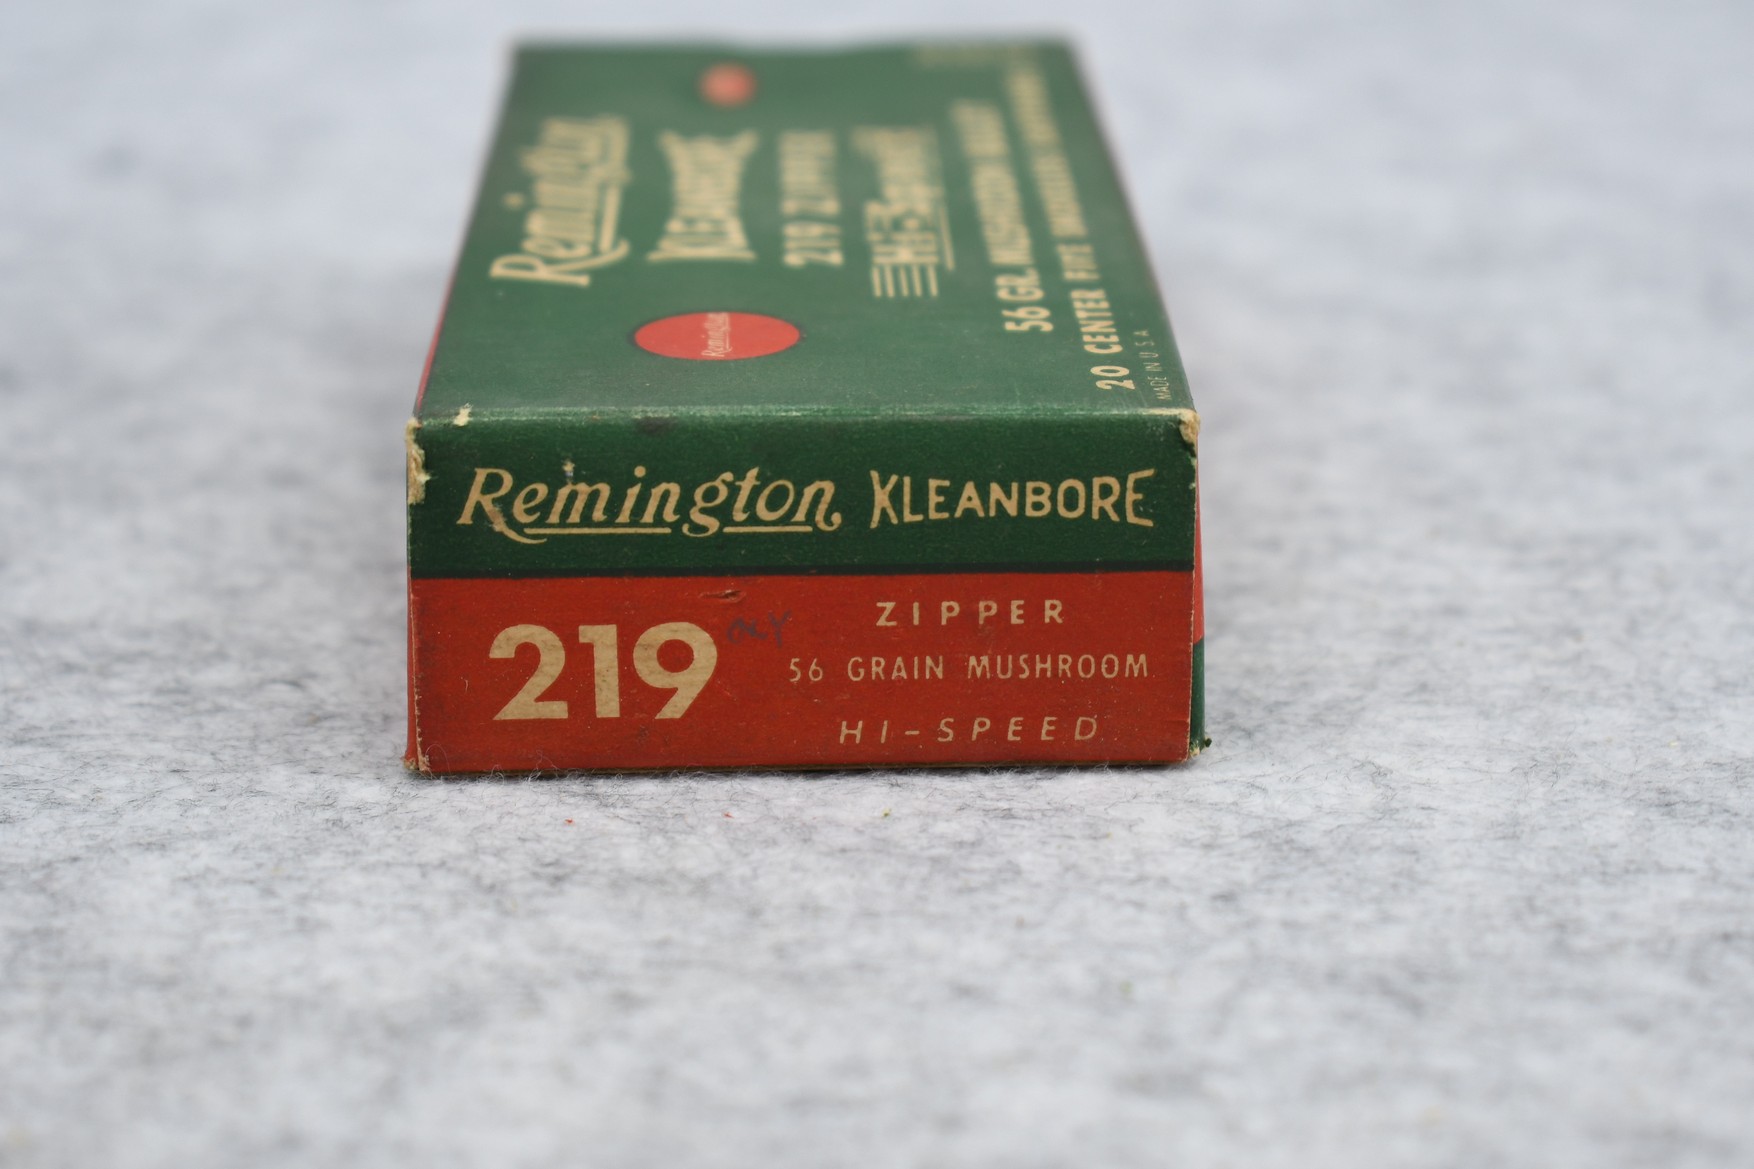 Remington
KLEANBORE
219 ZIPPER
Hi-Speed
56 GR. MUSHROOM BULLET
20 CENTER FIRE
MADE IN U.S.A
Remington
Remington KLEANBORE
219
ZIPPER
56 GRAIN MUSHROOM
HI-SPEED